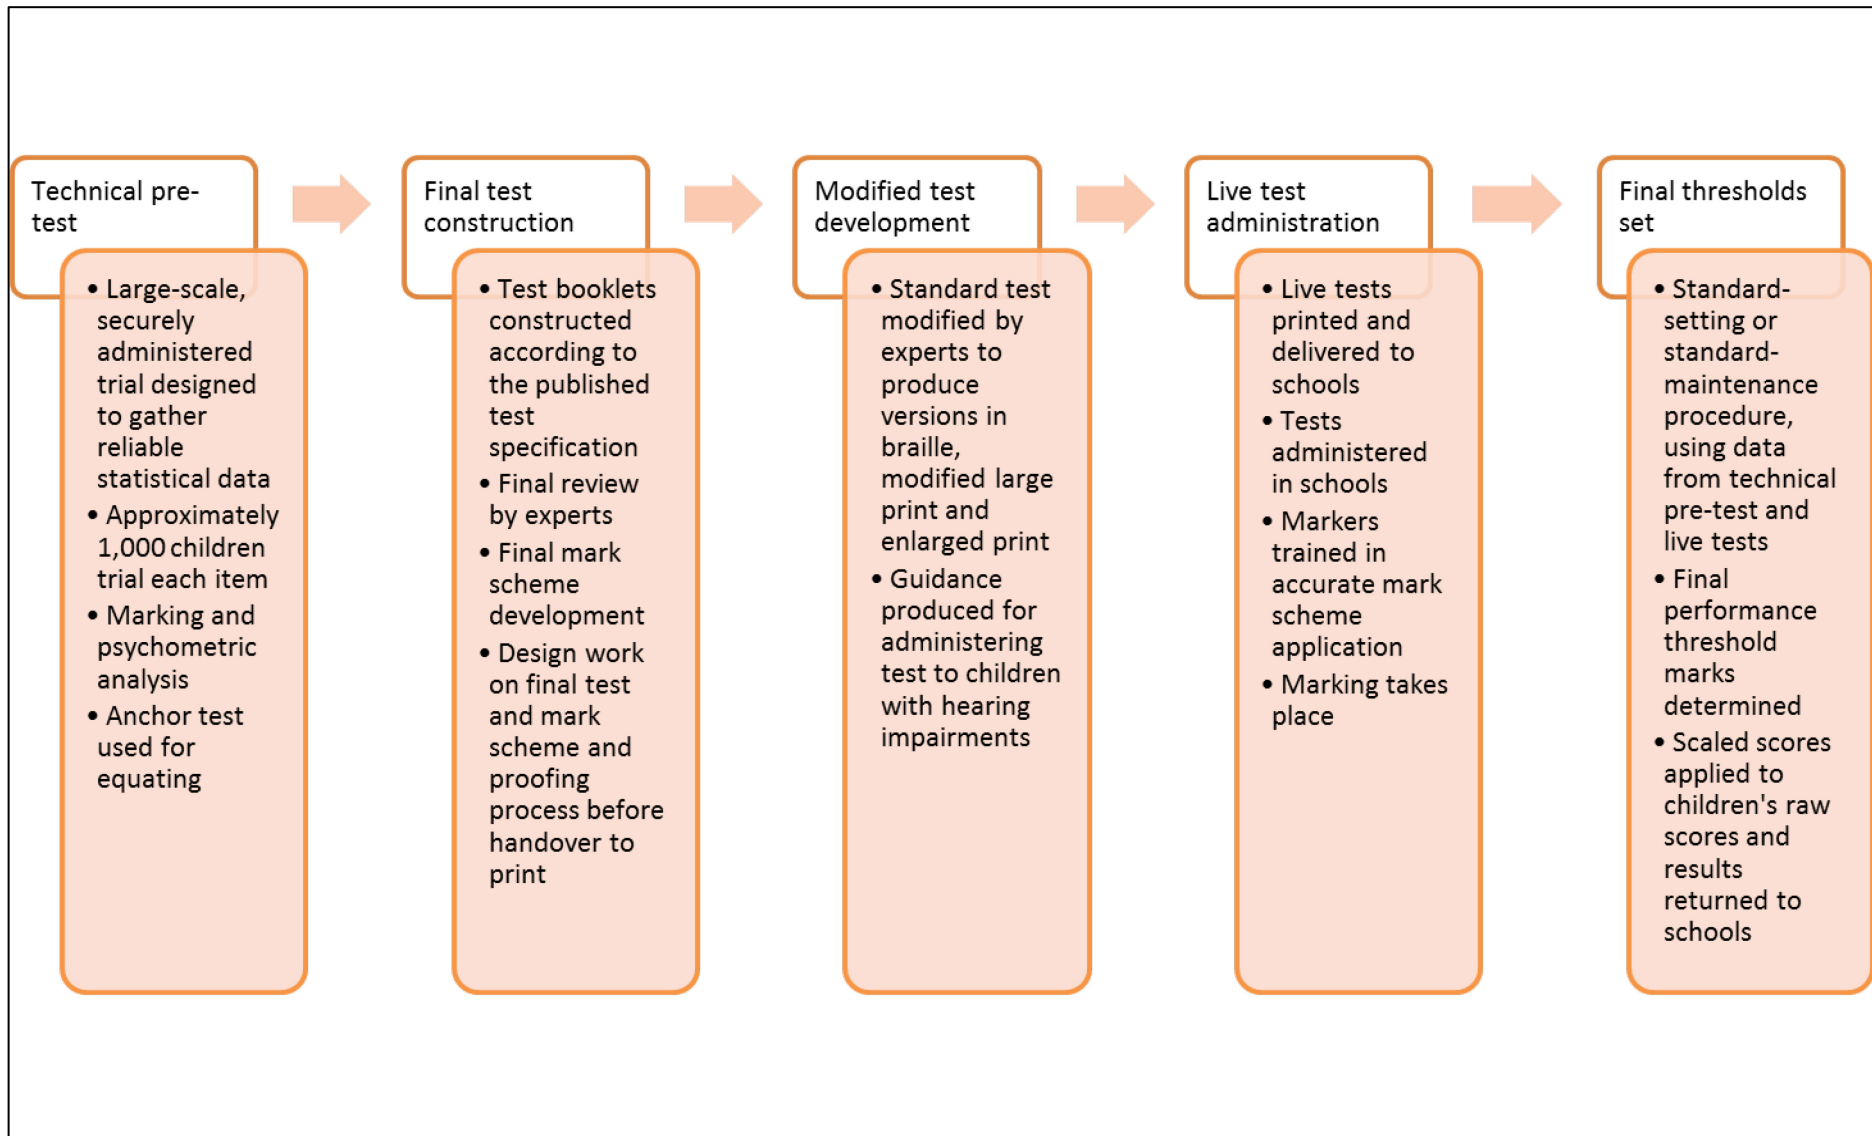 Technical pre-
test
• Large-scale,
securely
administered
trial designed
to gather
reliable
statistical data
• Approximately
1,000 children
trial each item
• Marking and
psychometric
analysis
• Anchor test
used for
equating
Final test
construction
• Test booklets
constructed
according to
the published
test
specification
• Final review
by experts
• Final mark
scheme
development
• Design work
on final test
and mark
scheme and
proofing
process before
handover to
print
Modified test
development
• Standard test
modified by
experts to
produce
versions in
braille,
modified large
print and
enlarged print
• Guidance
produced for
administering
test to children
with hearing
impairments
Live test
administration
• Live tests
printed and
delivered to
schools
• Tests
administered
in schools
• Markers
trained in
accurate mark
scheme
application
• Marking takes
place
Final thresholds
set
• Standard-
setting or
standard-
maintenance
procedure,
using data
from technical
pre-test and
live tests
• Final
performance
threshold
marks
determined
• Scaled scores
applied to
children's raw
scores and
results
returned to
schools